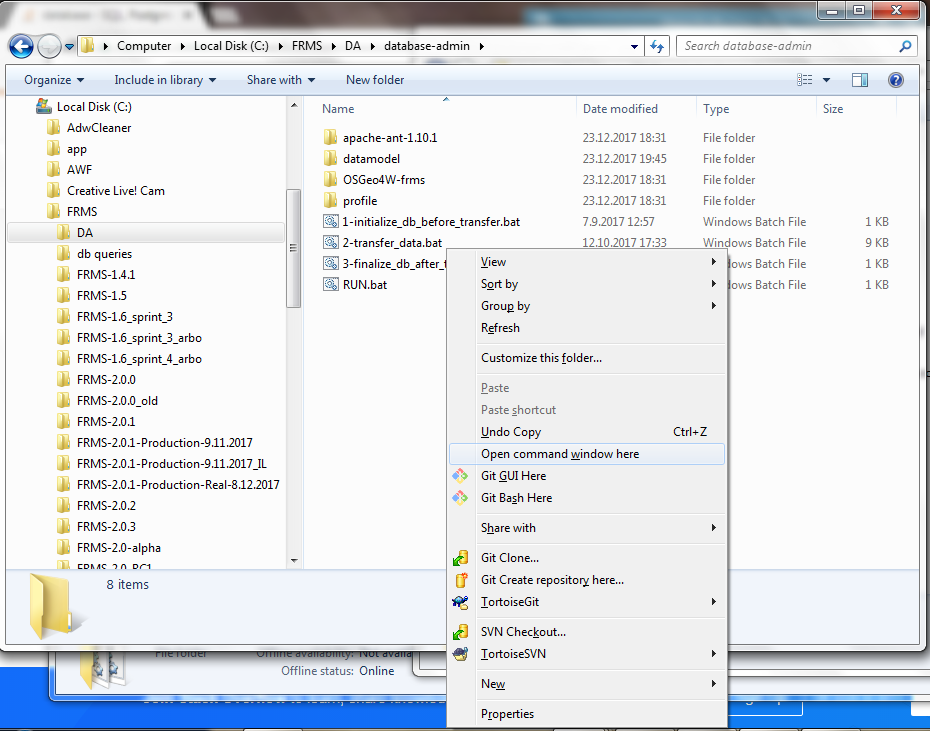 Computer Local Disk (C:) FRMS DA database-admin
Search database-admin
Organize Include in library Share with New folder
Local Disk (C:)
AdwCleaner
app
AWF
Creative Live! Cam
FRMS
DA
db queries
FRMS-1.4.1
FRMS-1.5
FRMS-1.6_sprint_3
FRMS-1.6_sprint_3_arbo
FRMS-1.6_sprint_4_arbo
FRMS-2.0.0
FRMS-2.0.0_old
FRMS-2.0.1
FRMS-2.0.1-Production-9.11.2017
FRMS-2.0.1-Production-9.11.2017_IL
FRMS-2.0.1-Production-Real-8.12.2017
FRMS-2.0.2
FRMS-2.0.3
FRMS-2.0-alpha
FRMS-2.0_RC1
Name Date modified Type Size
apache-ant-1.10.1 23.12.2017 18:31 File folder
datamodel 23.12.2017 19:45 File folder
OSGeo4W-frms 23.12.2017 18:31 File folder
profile 23.12.2017 18:31 File folder
1-initialize_db_before_transfer.bat 7.9.2017 12:57 Windows Batch File 1 KB
2-transfer_data.bat 12.10.2017 17:33 Windows Batch File 9 KB
3-finalize_db_after_t dows Batch File 1 KB
RUN.bat dows Batch File 1 KB
View
Sort by
Group by
Refresh
Customize this folder...
Paste
Paste shortcut
Undo Copy Ctrl+Z
Open command window here
Git GUI Here
Git Bash Here
Share with
Git Clone...
Git Create repository here...
TortoiseGit
SVN Checkout...
TortoiseSVN
New
Properties
8 items
File folder Offline availability: Not availa
Offline status: Online